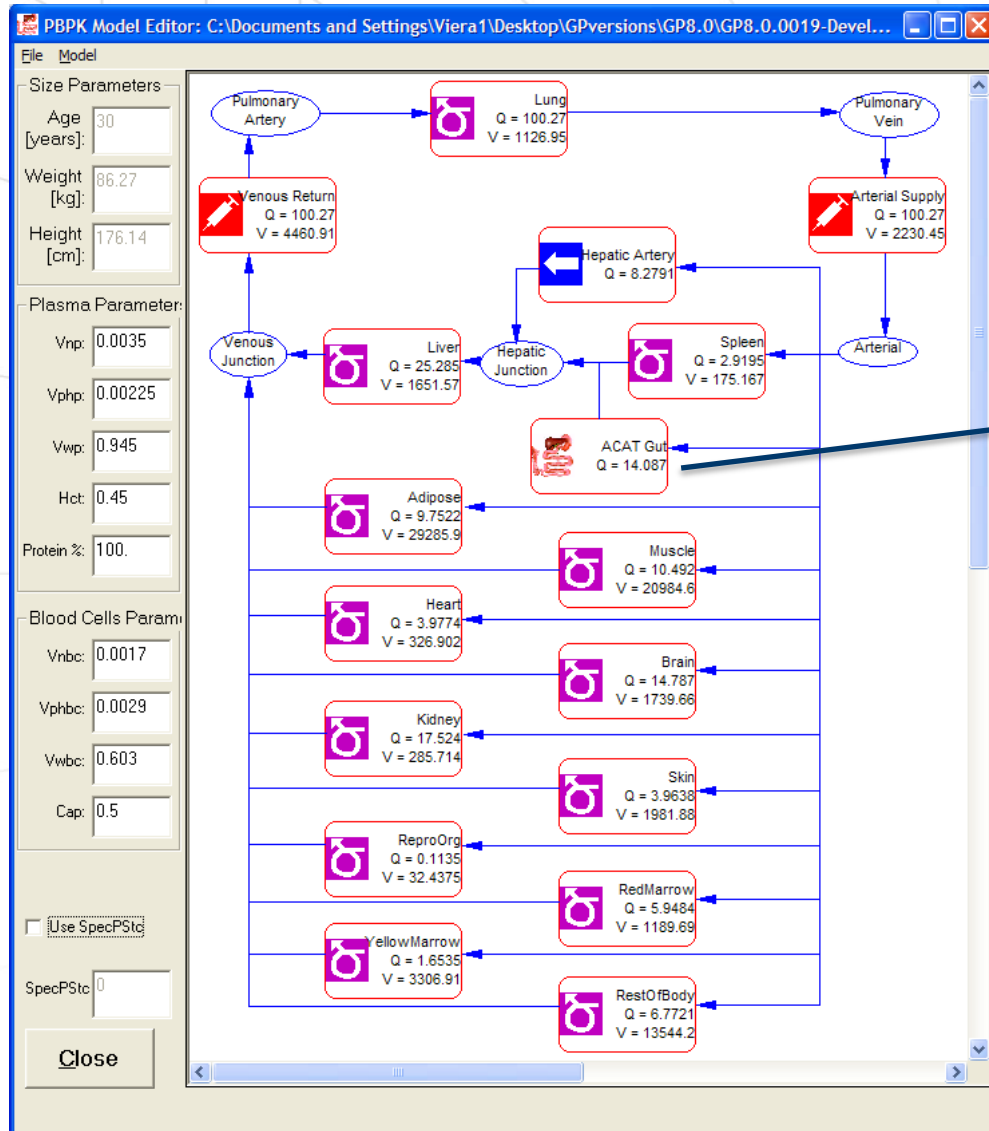 PBPK Model Editor: C:\Documents and Settings\Viera1\Desktop\GPversions\GP8.0\GP8.0.0019-Devel...
File Model
Size Parameters
Age [years]: 30
Weight [kg]: 86.27
Height [cm]: 176.14
Plasma Parameter:
Vnp: 0.0035
Vphp: 0.00225
Vwp: 0.945
Hct: 0.45
Protein %: 100.
Blood Cells Param
Vnbc: 0.0017
Vphbc: 0.0029
Vwbc: 0.603
Cap: 0.5
Use SpecPStc
SpecPStc 0
Close
Pulmonary
Artery
Lung
Q = 100.27
V = 1126.95
Pulmonary
Vein
Venous Return
Q = 100.27
V = 4460.91
Arterial Supply
Q = 100.27
V = 2230.45
Hepatic Artery
Q = 8.2791
Venous
Junction
Liver
Q = 25.285
V = 1651.57
Hepatic
Junction
Spleen
Q = 2.9195
V = 175.167
Arterial
ACAT Gut
Q = 14.087
Adipose
Q = 9.7522
V = 29285.9
Muscle
Q = 10.492
V = 20984.6
Heart
Q = 3.9774
V = 326.902
Brain
Q = 14.787
V = 1739.66
Kidney
Q = 17.524
V = 285.714
Skin
Q = 3.9638
V = 1981.88
ReproOrg
Q = 0.1135
V = 32.4375
RedMarrow
Q = 5.9484
V = 1189.69
YellowMarrow
Q = 1.6535
V = 3306.91
RestOfBody
Q = 6.7721
V = 13544.2